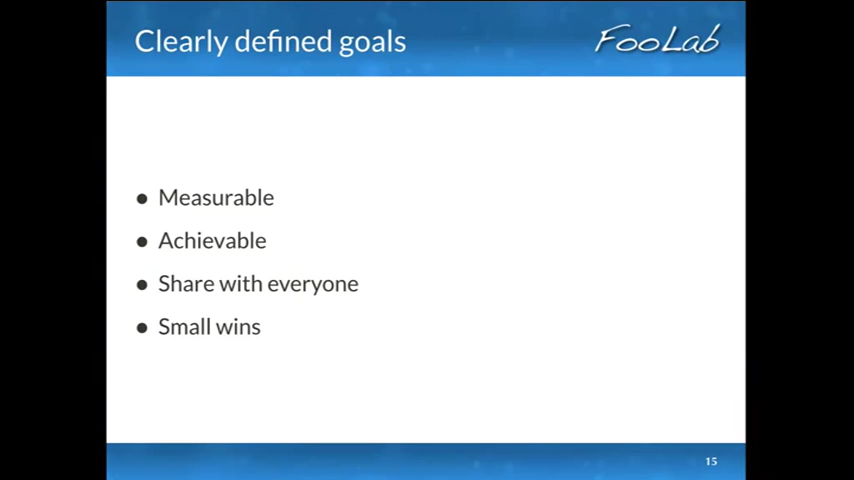 Clearly defined goals
FooLab
● Measurable
● Achievable
● Share with everyone
● Small wins
15